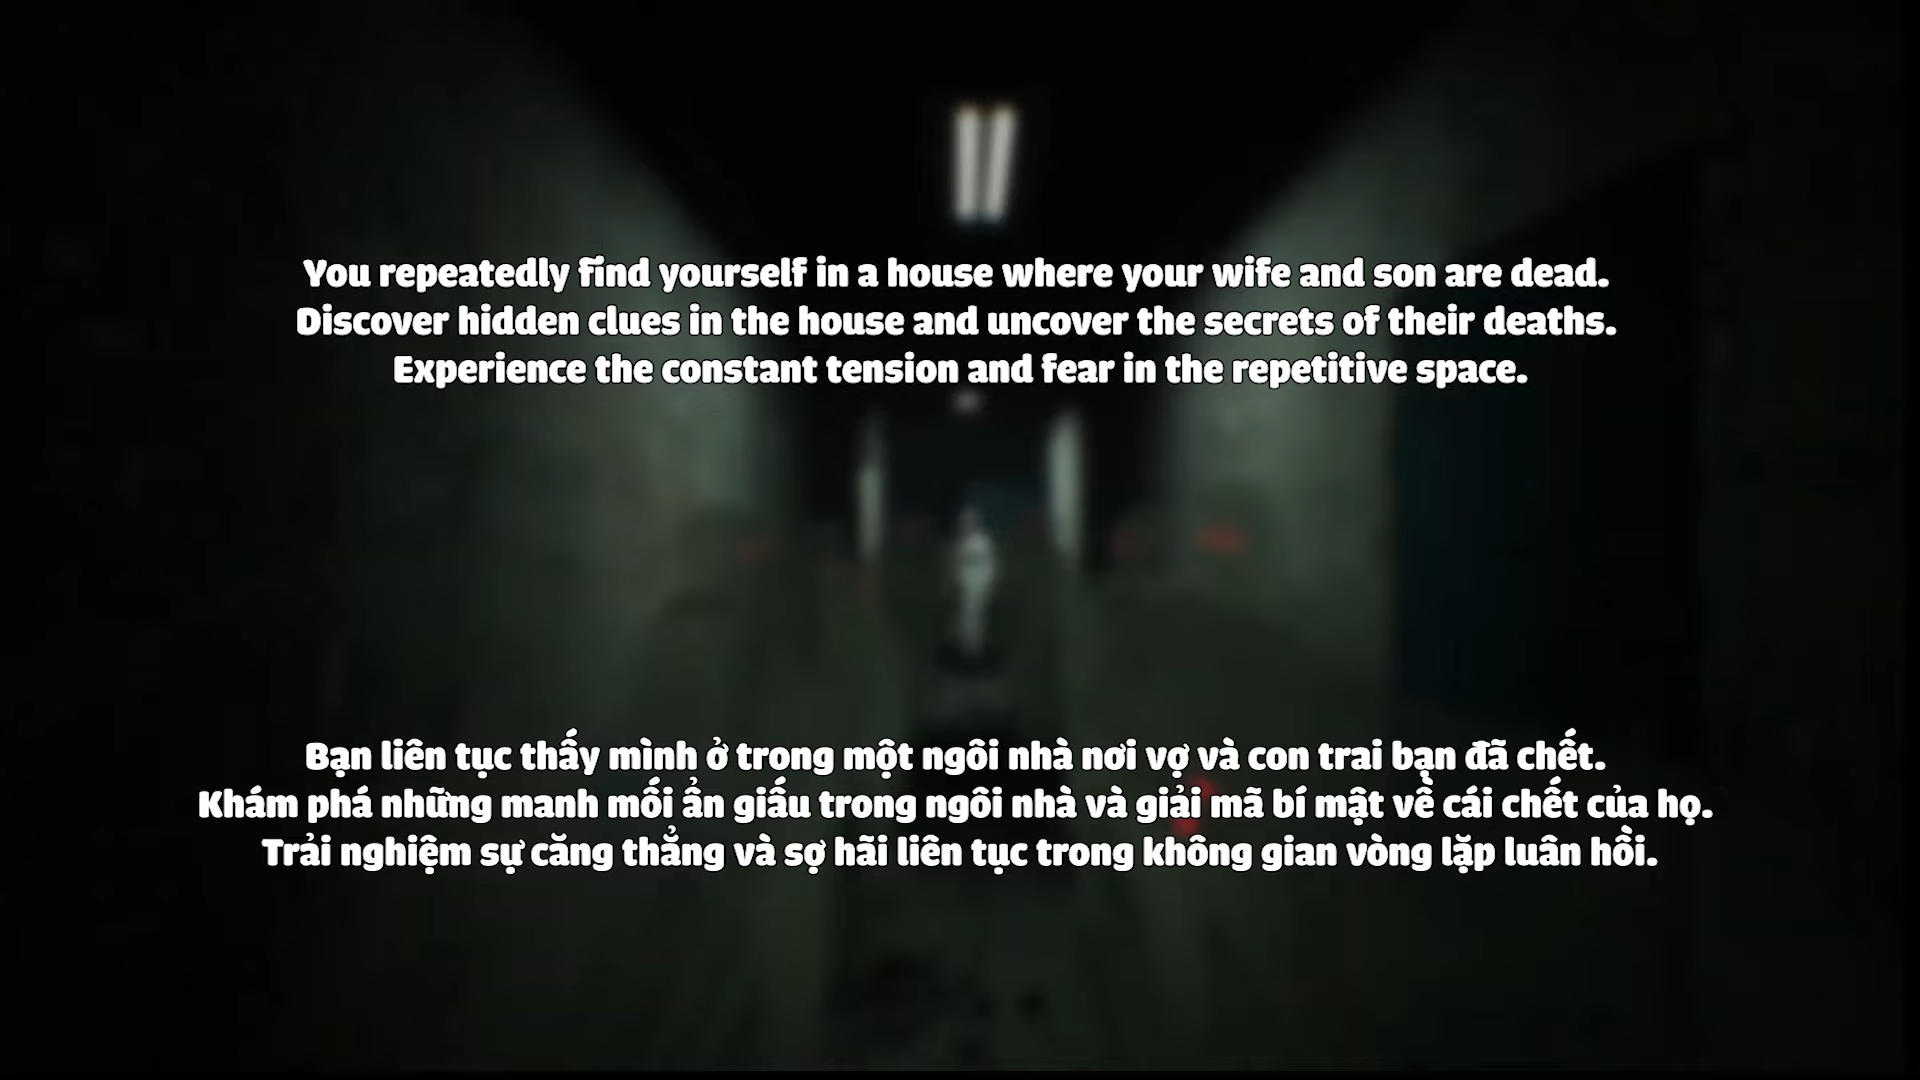 You repeatedly find yourself in a house where your wife and son are dead.
Discover hidden clues in the house and uncover the secrets of their deaths.
Experience the constant tension and fear in the repetitive space.
Bạn liên tục thấy mình ở trong một ngôi nhà nơi vợ và con trai bạn đã chết.
Khám phá những manh mối ẩn giấu trong ngôi nhà và giải mã bí mật về cái chết của họ.
Trải nghiệm sự căng thẳng và sợ hãi liên tục trong không gian vòng lặp luân hồi.